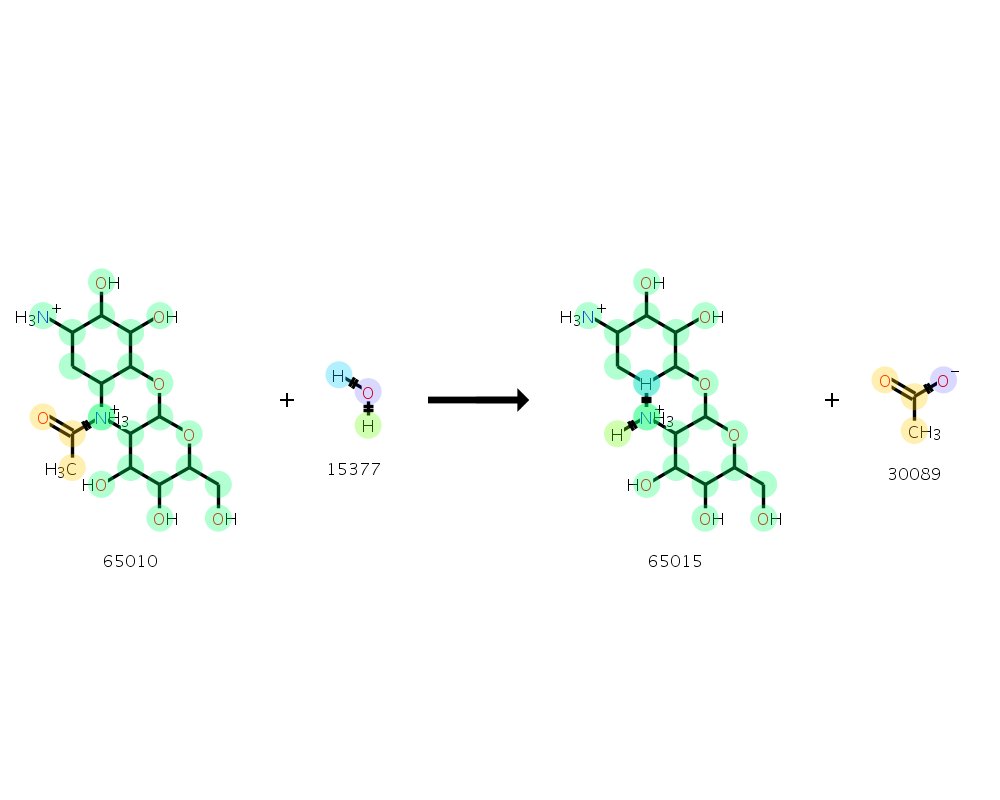 OH
H3N+
OH
O
O
NH3+
O
H3C
HO
OH
OH
65010
+
H
O
H
15377
OH
H3N+
OH
H
O
NH3+
H
O
HO
OH
OH
65015
+
O
O−
CH3
30089